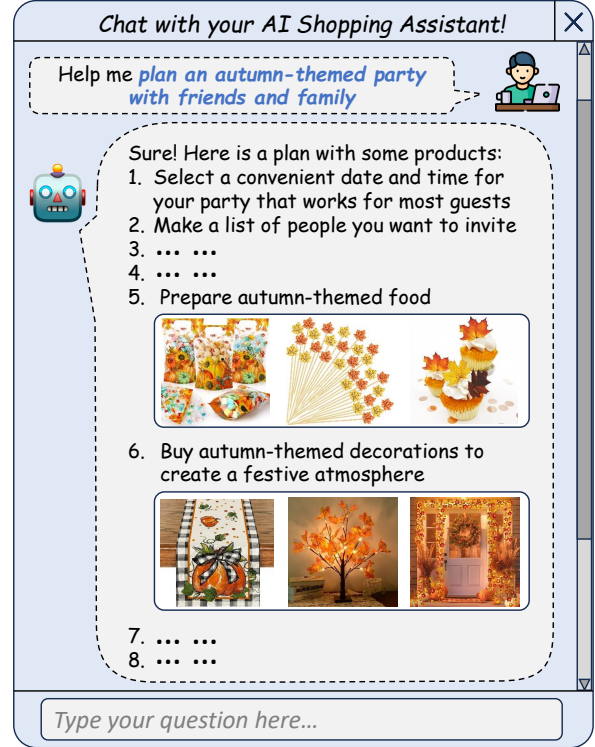 Chat with your AI Shopping Assistant!
Help me plan an autumn-themed party
with friends and family
Sure! Here is a plan with some products:
1. Select a convenient date and time for
your party that works for most guests
2. Make a list of people you want to invite
3. ... ...
4. ... ...
5. Prepare autumn-themed food
6. Buy autumn-themed decorations to
create a festive atmosphere
7. ... ...
8. ... ...
Type your question here...